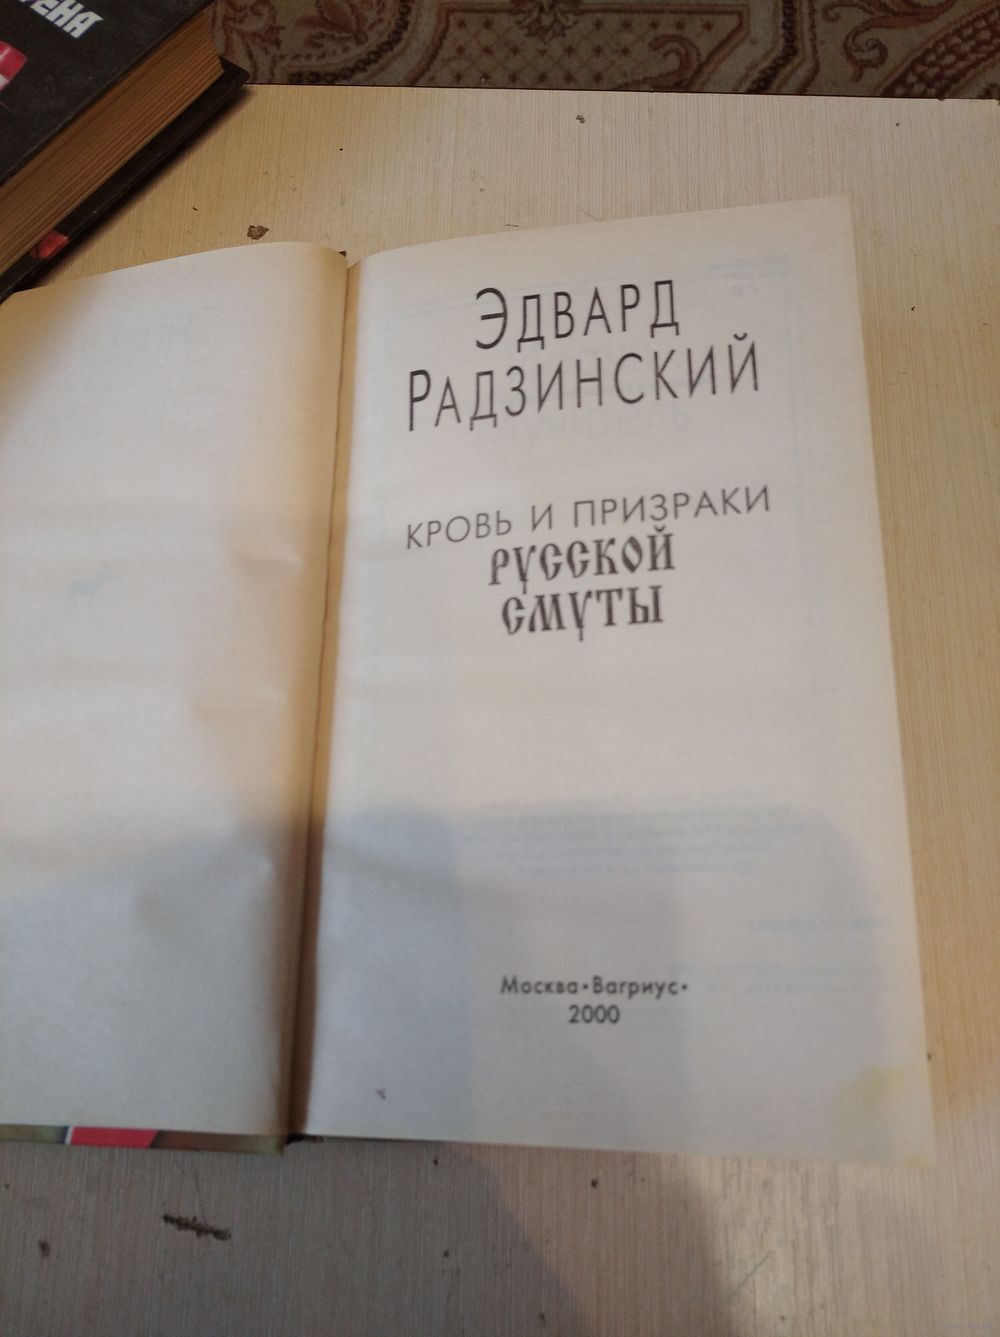 ЭДВАРД
РАДЗИНСКИЙ
КРОВЬ И ПРИЗРАКИ
РУССКОЙ
СМУТЫ
Москва•Вагриус•
2000